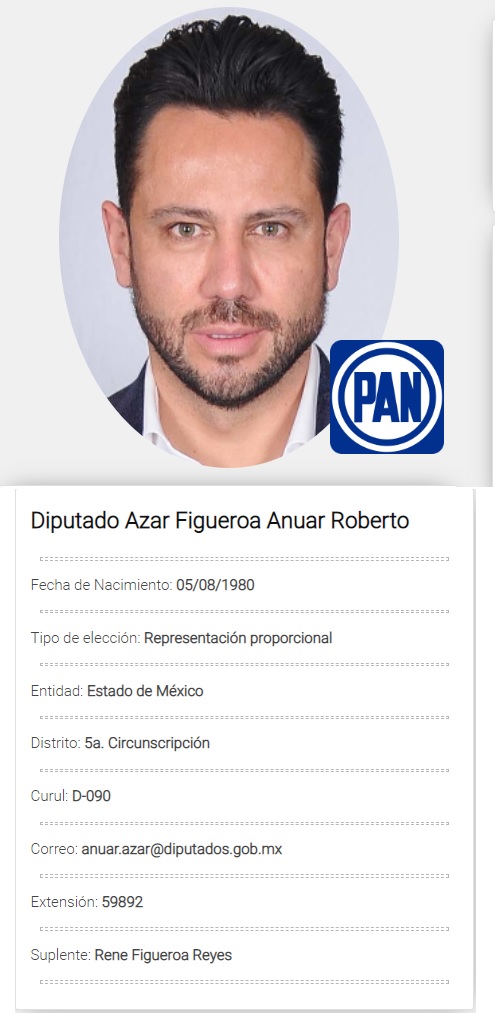 PAN
Diputado Azar Figueroa Anuar Roberto
Fecha de Nacimiento: 05/08/1980
Tipo de elección: Representación proporcional
Entidad: Estado de México
Distrito: 5a. Circunscripción
Curul: D-090
Correo: anuar.azar@diputados.gob.mx
Extensión: 59892
Suplente: Rene Figueroa Reyes